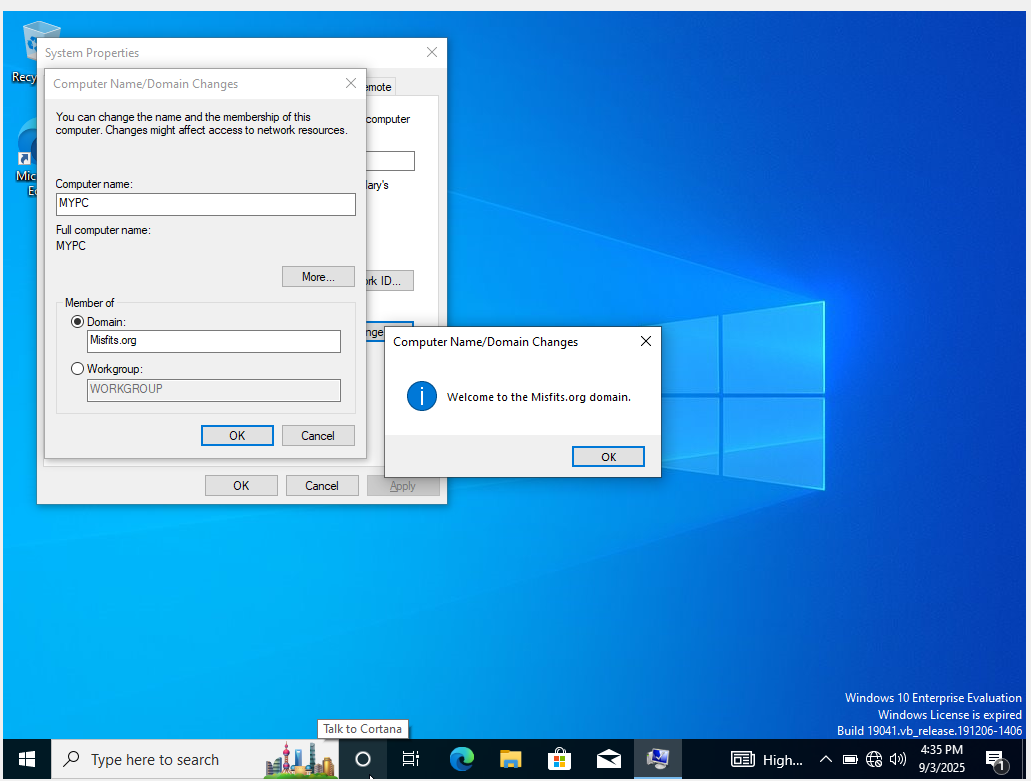 Recy
Mic
Ed
System Properties
emote
computer
lary's
ork ID...
nge
OK
Cancel
Apply
Computer Name/Domain Changes
You can change the name and the membership of this
computer. Changes might affect access to network resources.
Computer name:
MYPC
Full computer name:
MYPC
More...
Member of
Domain:
Misfits.org
Workgroup:
WORKGROUP
OK
Cancel
Computer Name/Domain Changes
Welcome to the Misfits.org domain.
OK
Windows 10 Enterprise Evaluation
Windows License is expired
Build 19041.vb_release.191206-1406
Talk to Cortana
Type here to search
High...
4:35 PM
9/3/2025
1